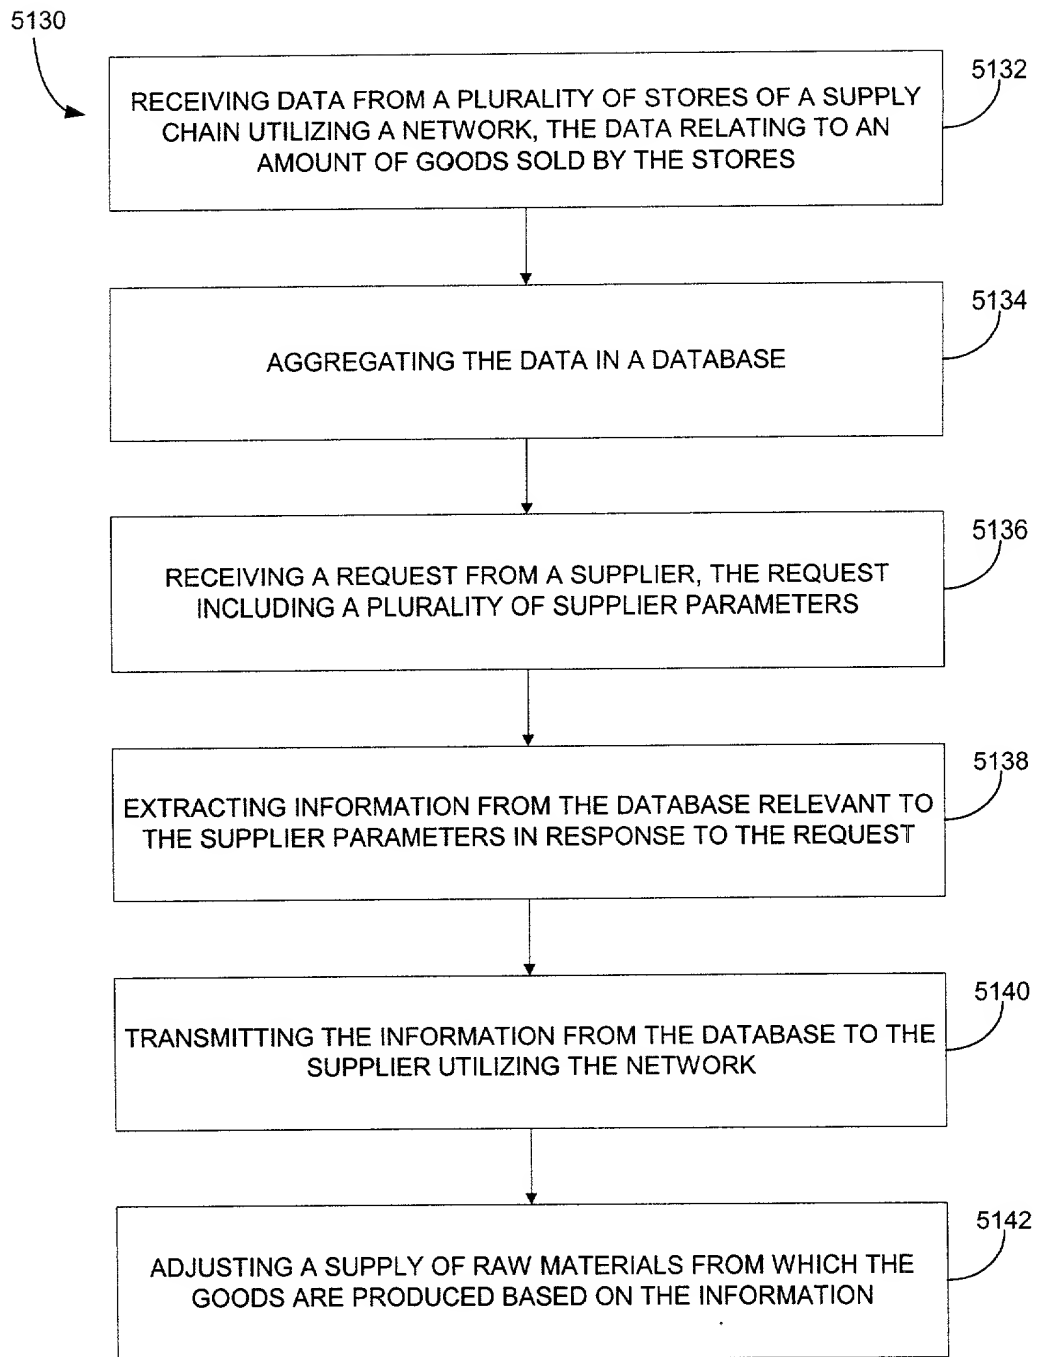 5130
5132
RECEIVING DATA FROM A PLURALITY OF STORES OF A SUPPLY
CHAIN UTILIZING A NETWORK, THE DATA RELATING TO AN
AMOUNT OF GOODS SOLD BY THE STORES
5134
AGGREGATING THE DATA IN A DATABASE
5136
RECEIVING A REQUEST FROM A SUPPLIER, THE REQUEST
INCLUDING A PLURALITY OF SUPPLIER PARAMETERS
5138
EXTRACTING INFORMATION FROM THE DATABASE RELEVANT TO
THE SUPPLIER PARAMETERS IN RESPONSE TO THE REQUEST
5140
TRANSMITTING THE INFORMATION FROM THE DATABASE TO THE
SUPPLIER UTILIZING THE NETWORK
5142
ADJUSTING A SUPPLY OF RAW MATERIALS FROM WHICH THE
GOODS ARE PRODUCED BASED ON THE INFORMATION